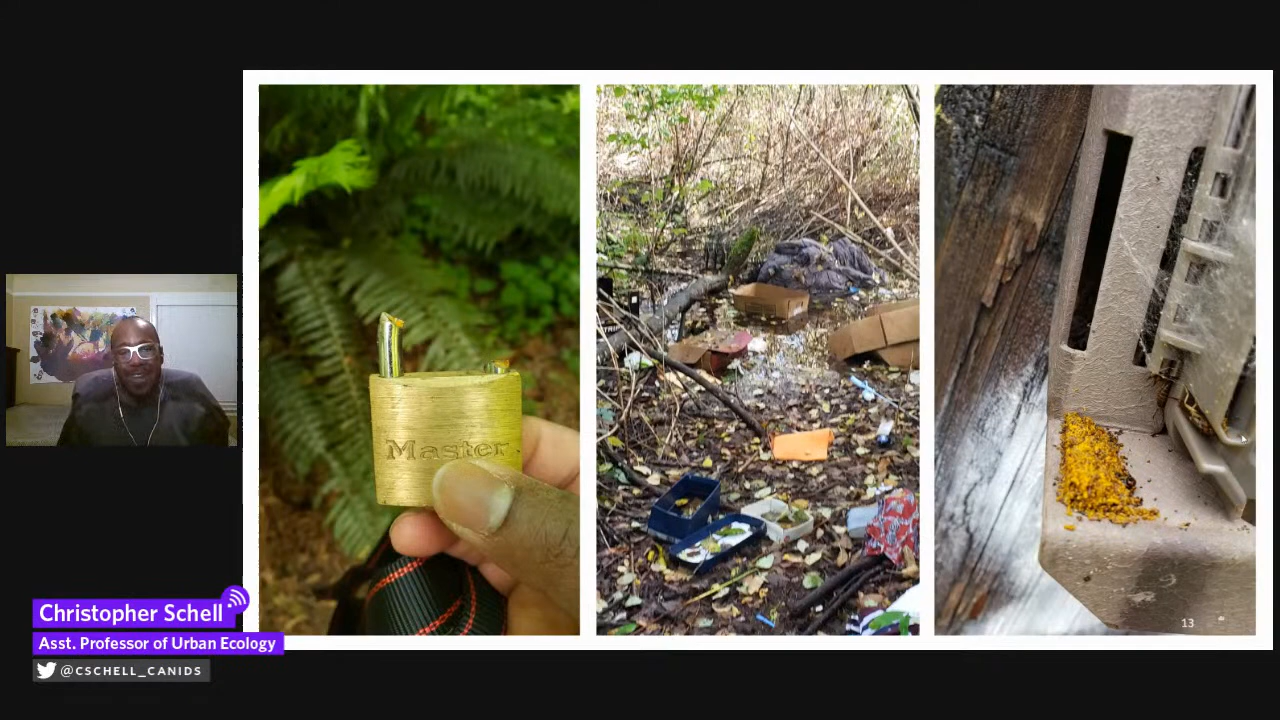 Master
13
Christopher Schell
Asst. Professor of Urban Ecology
@CSCHELL_CANIDS